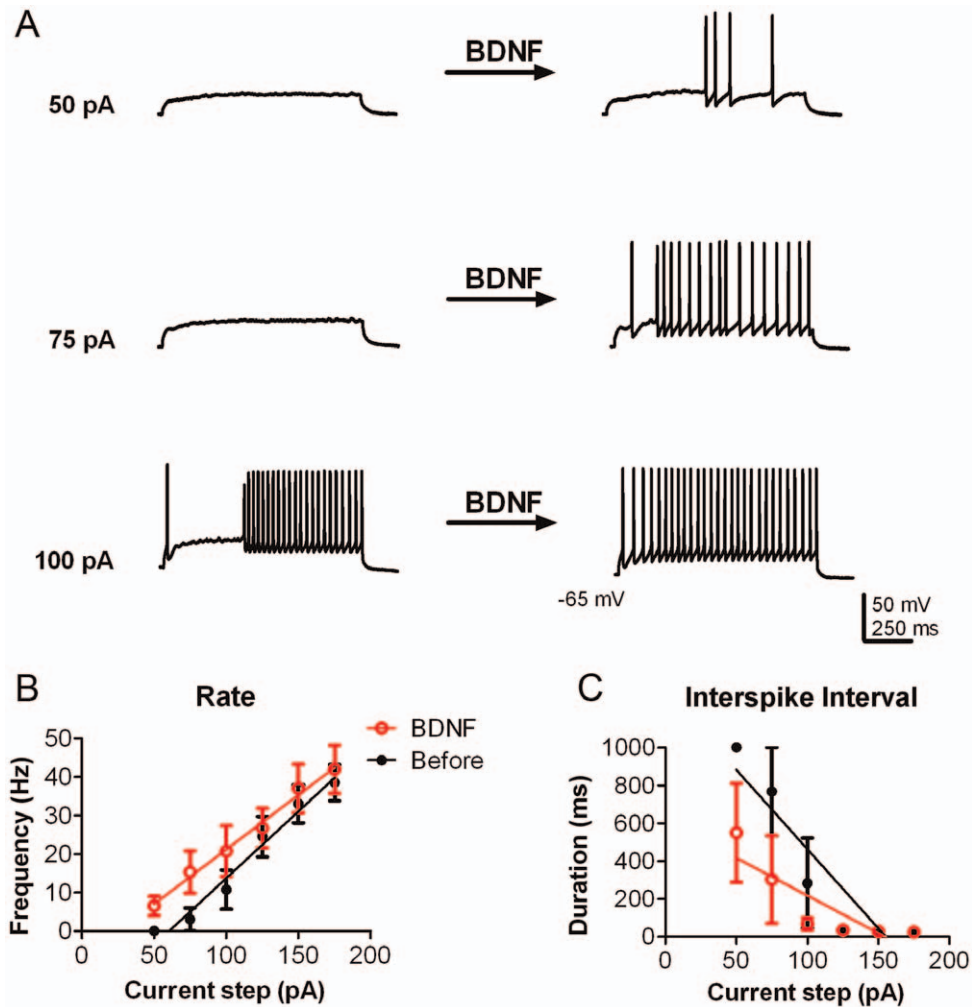 A
50 pA
BDNF
75 pA
BDNF
100 pA
BDNF
-65 mV
50 mV
250 ms
B
Rate
BDNF
Before
Frequency (Hz)
50
40
30
20
10
0
0 50 100 150 200
Current step (pA)
C
Interspike Interval
Duration (ms)
1000
800
600
400
200
0
0 50 100 150 200
Current step (pA)